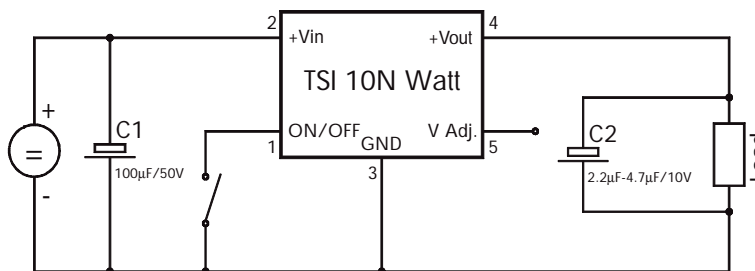 2
+Vin
+Vout
4
TSI 10N Watt
+
=
-
C1
100µF/50V
ON/OFF
1
GND
3
V Adj.
5
C2
2.2µF-4.7µF/10V
Load